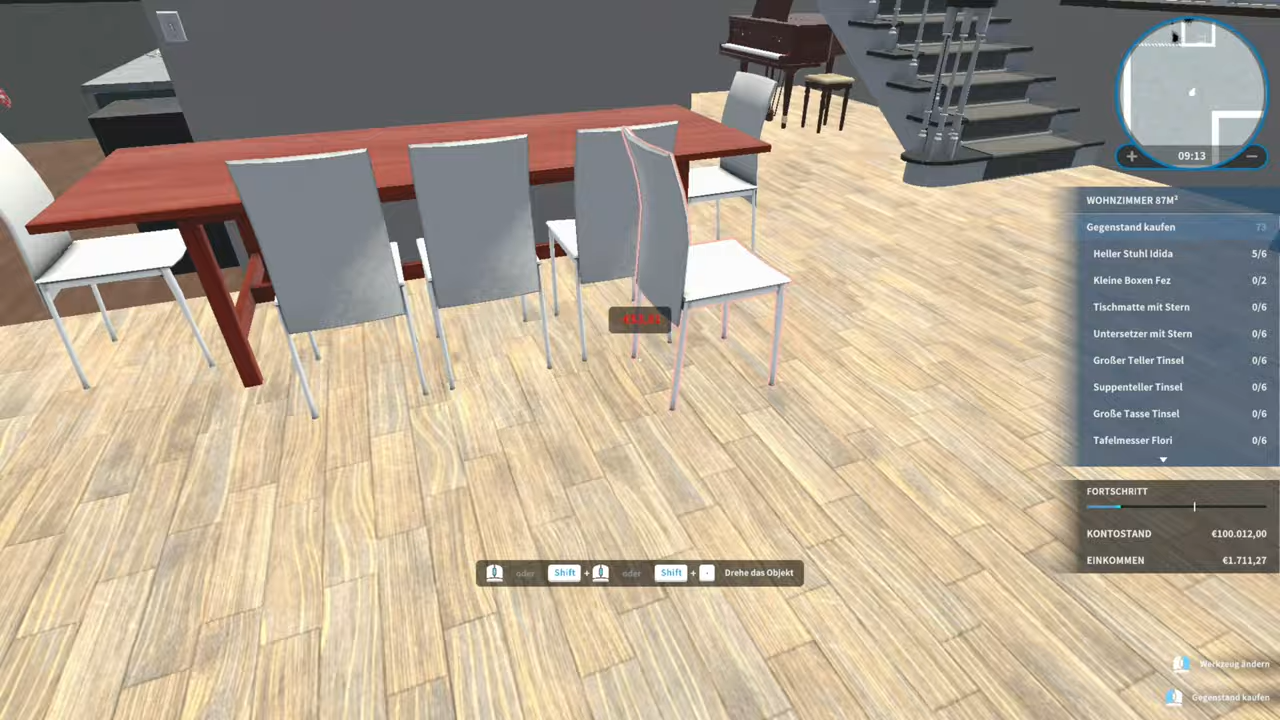 09:13
WOHNZIMMER 87M²
Gegenstand kaufen 73
Heller Stuhl Idida 5/6
Kleine Boxen Fez 0/2
Tischmatte mit Stern 0/6
Untersetzer mit Stern 0/6
Großer Teller Tinsel 0/6
Suppenteller Tinsel 0/6
Große Tasse Tinsel 0/6
Tafelmesser Flori 0/6
FORTSCHRITT
KONTOSTAND €100.012,00
EINKOMMEN €1.711,27
oder Shift + oder Shift + · Drehe das Objekt
Werkzeug ändern
Gegenstand kaufen